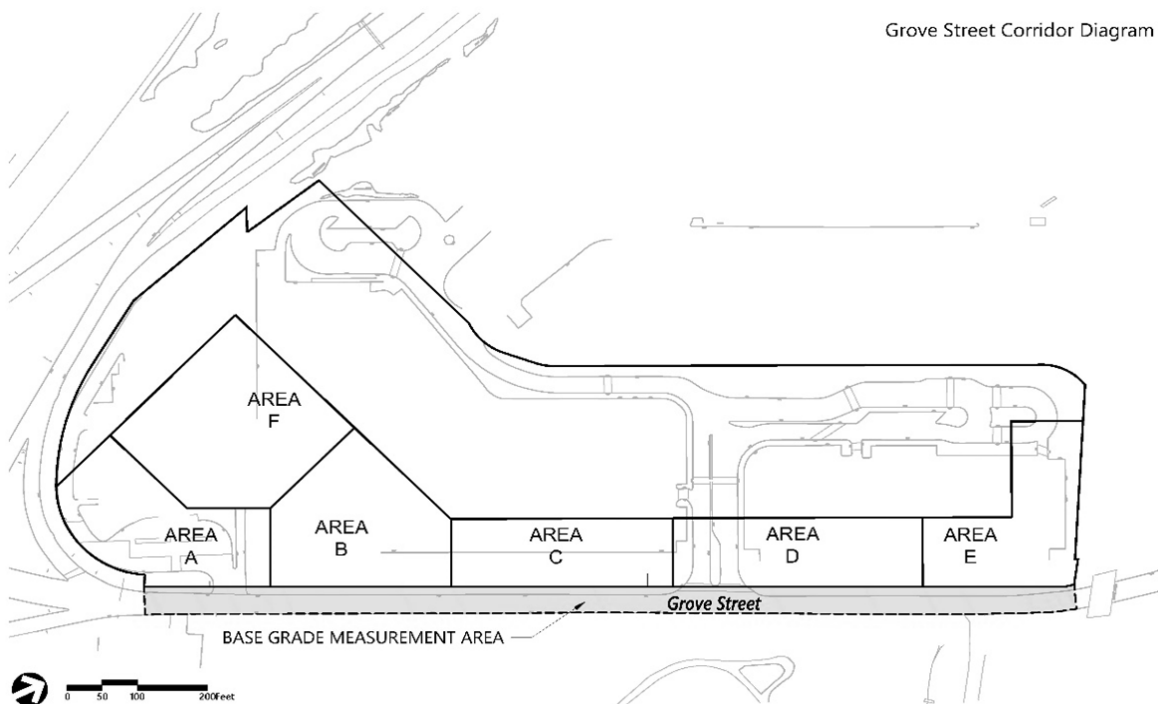 Grove Street Corridor Diagram
AREA
F
AREA
A
AREA
B
AREA
C
AREA
D
AREA
E
Grove Street
BASE GRADE MEASUREMENT AREA
0 50 100 200Feet